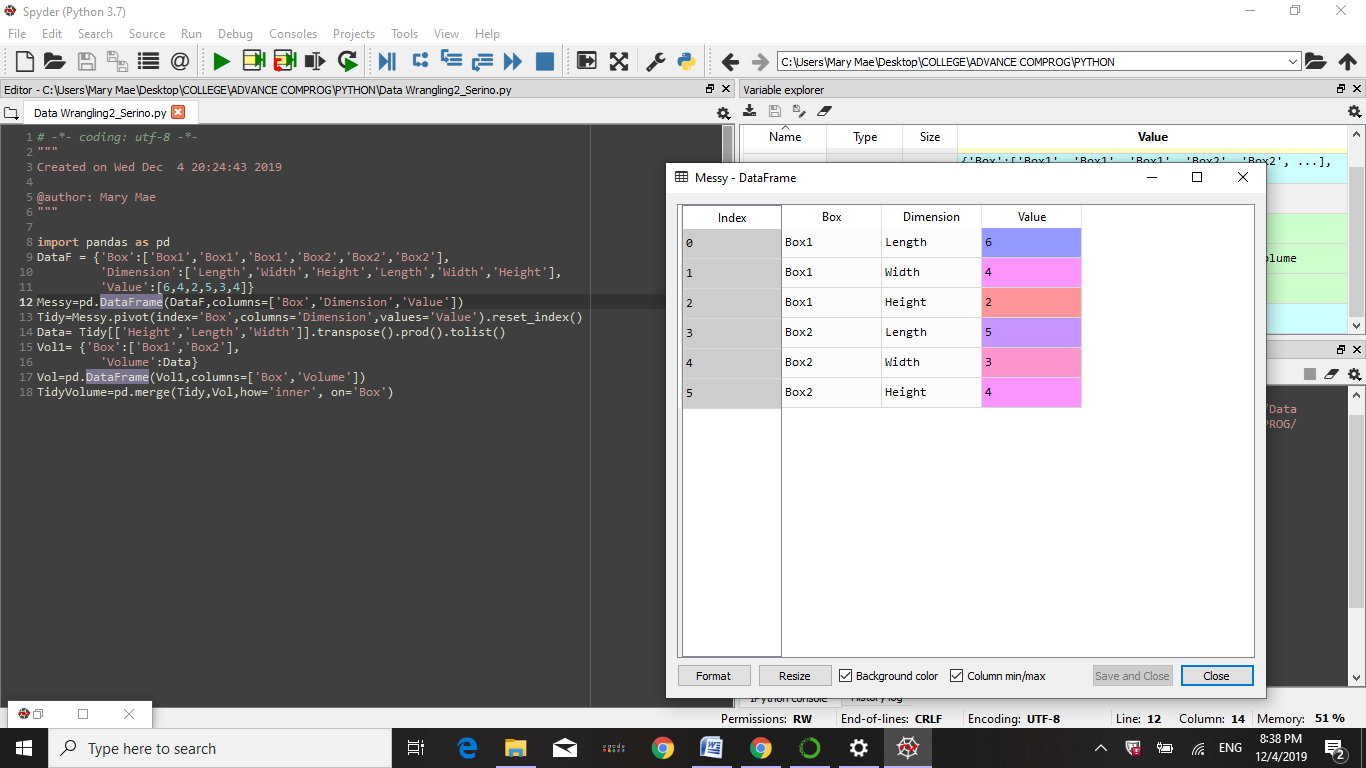 Spyder (Python 3.7)
File Edit Search Source Run Debug Consoles Projects Tools View Help
C:\Users\Mary Mae\Desktop\COLLEGE\ADVANCE COMPROG\PYTHON
Editor - C:\Users\Mary Mae\Desktop\COLLEGE\ADVANCE COMPROG\PYTHON\Data Wrangling2_Serino.py
Data Wrangling2_Serino.py
1 # -*- coding: utf-8 -*-
2 """
3 Created on Wed Dec  4 20:24:43 2019
4
5 @author: Mary Mae
6 """
7
8 import pandas as pd
9 DataF = {'Box':['Box1','Box1','Box1','Box2','Box2','Box2'],
10 'Dimension':['Length','Width','Height','Length','Width','Height'],
11 'Value':[6,4,2,5,3,4]}
12 Messy=pd.DataFrame(DataF,columns=['Box','Dimension','Value'])
13 Tidy=Messy.pivot(index='Box',columns='Dimension',values='Value').reset_index()
14 Data= Tidy[['Height','Length','Width']].transpose().prod().tolist()
15 Vol1= {'Box':['Box1','Box2'],
16 'Volume':Data}
17 Vol=pd.DataFrame(Vol1,columns=['Box','Volume'])
18 TidyVolume=pd.merge(Tidy,Vol,how='inner', on='Box')
Variable explorer
Name Type Size Value
{'Box':['Box1', 'Box1', 'Box1', 'Box2', 'Box2', ...],
olume
Messy - DataFrame
Index Box Dimension Value
0 Box1 Length 6
1 Box1 Width 4
2 Box1 Height 2
3 Box2 Length 5
4 Box2 Width 3
5 Box2 Height 4
Format Resize Background color Column min/max Save and Close Close
/Data
PROG/
IPython console History log
Permissions: RW End-of-lines: CRLF Encoding: UTF-8 Line: 12 Column: 14 Memory: 51 %
Type here to search
ENG
8:38 PM
12/4/2019
2